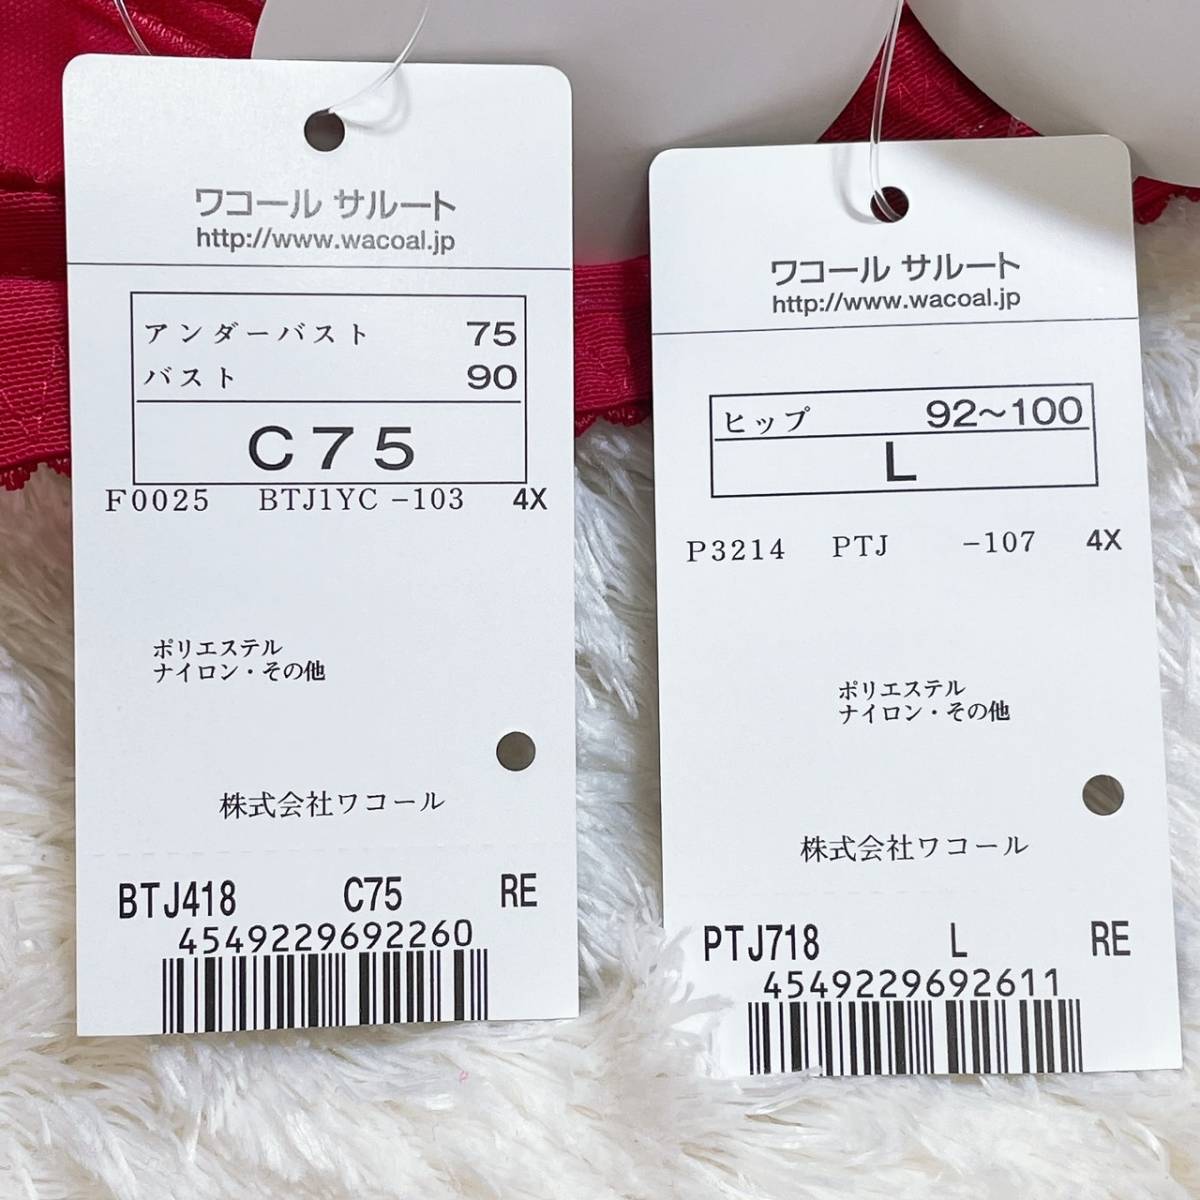 ワコール サルート
http://www.wacoal.jp
アンダーバスト 75
バスト 90
C75
F0025 BTJ1YC -103 4X
ポリエステル
ナイロン・その他
株式会社ワコール
BTJ418 C75 RE
4549229692260
ワコール サルート
http://www.wacoal.jp
ヒップ 92～100
L
P3214 PTJ -107 4X
ポリエステル
ナイロン・その他
株式会社ワコール
PTJ718 L RE
4549229692611